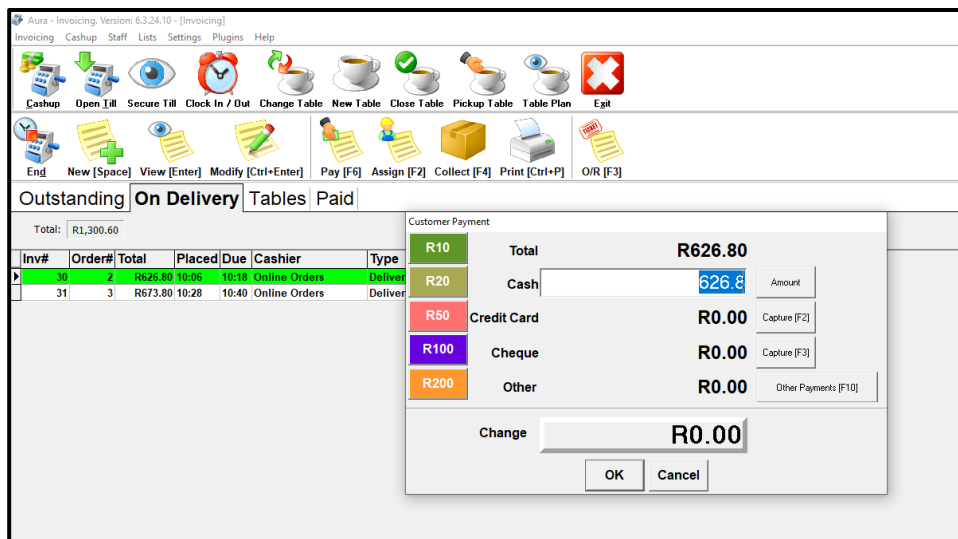 Aura - Invoicing. Version: 6.3.24.10 - [Invoicing]
Invoicing Cashup Staff Lists Settings Plugins Help
Cashup Open Till Secure Till Clock In / Out Change Table New Table Close Table Pickup Table Table Plan Exit
TICKET
End New [Space] View [Enter] Modify [Ctrl+Enter] Pay [F6] Assign [F2] Collect [F4] Print [Ctrl+P] O/R [F3]
Outstanding On Delivery Tables Paid
Total: R1,300.60
Inv# Order# Total Placed Due Cashier Type
30 2 R626.80 10:06 10:18 Online Orders Deliver
31 3 R673.80 10:28 10:40 Online Orders Deliver
Customer Payment
R10 Total R626.80
R20 Cash 626.8 Amount
R50 Credit Card R0.00 Capture [F2]
R100 Cheque R0.00 Capture [F3]
R200 Other R0.00 Other Payments [F10]
Change R0.00
OK Cancel